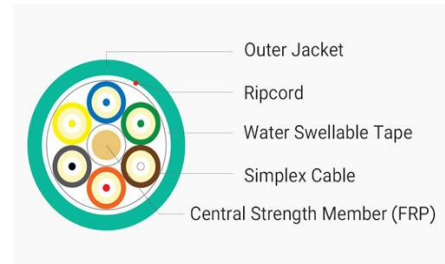 Outer Jacket
Ripcord
Water Swellable Tape
Simplex Cable
Central Strength Member (FRP)